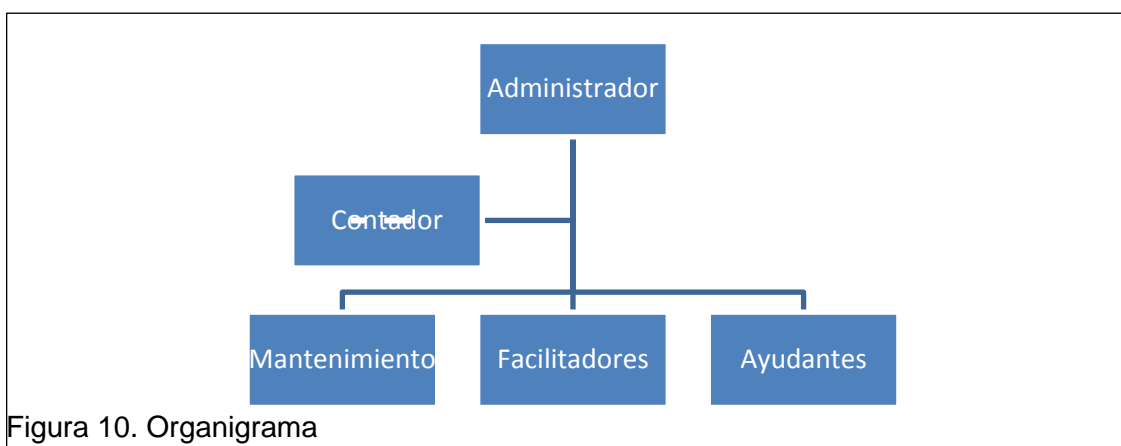 Administrador
Contador
Mantenimiento
Facilitadores
Ayudantes
Figura 10. Organigrama